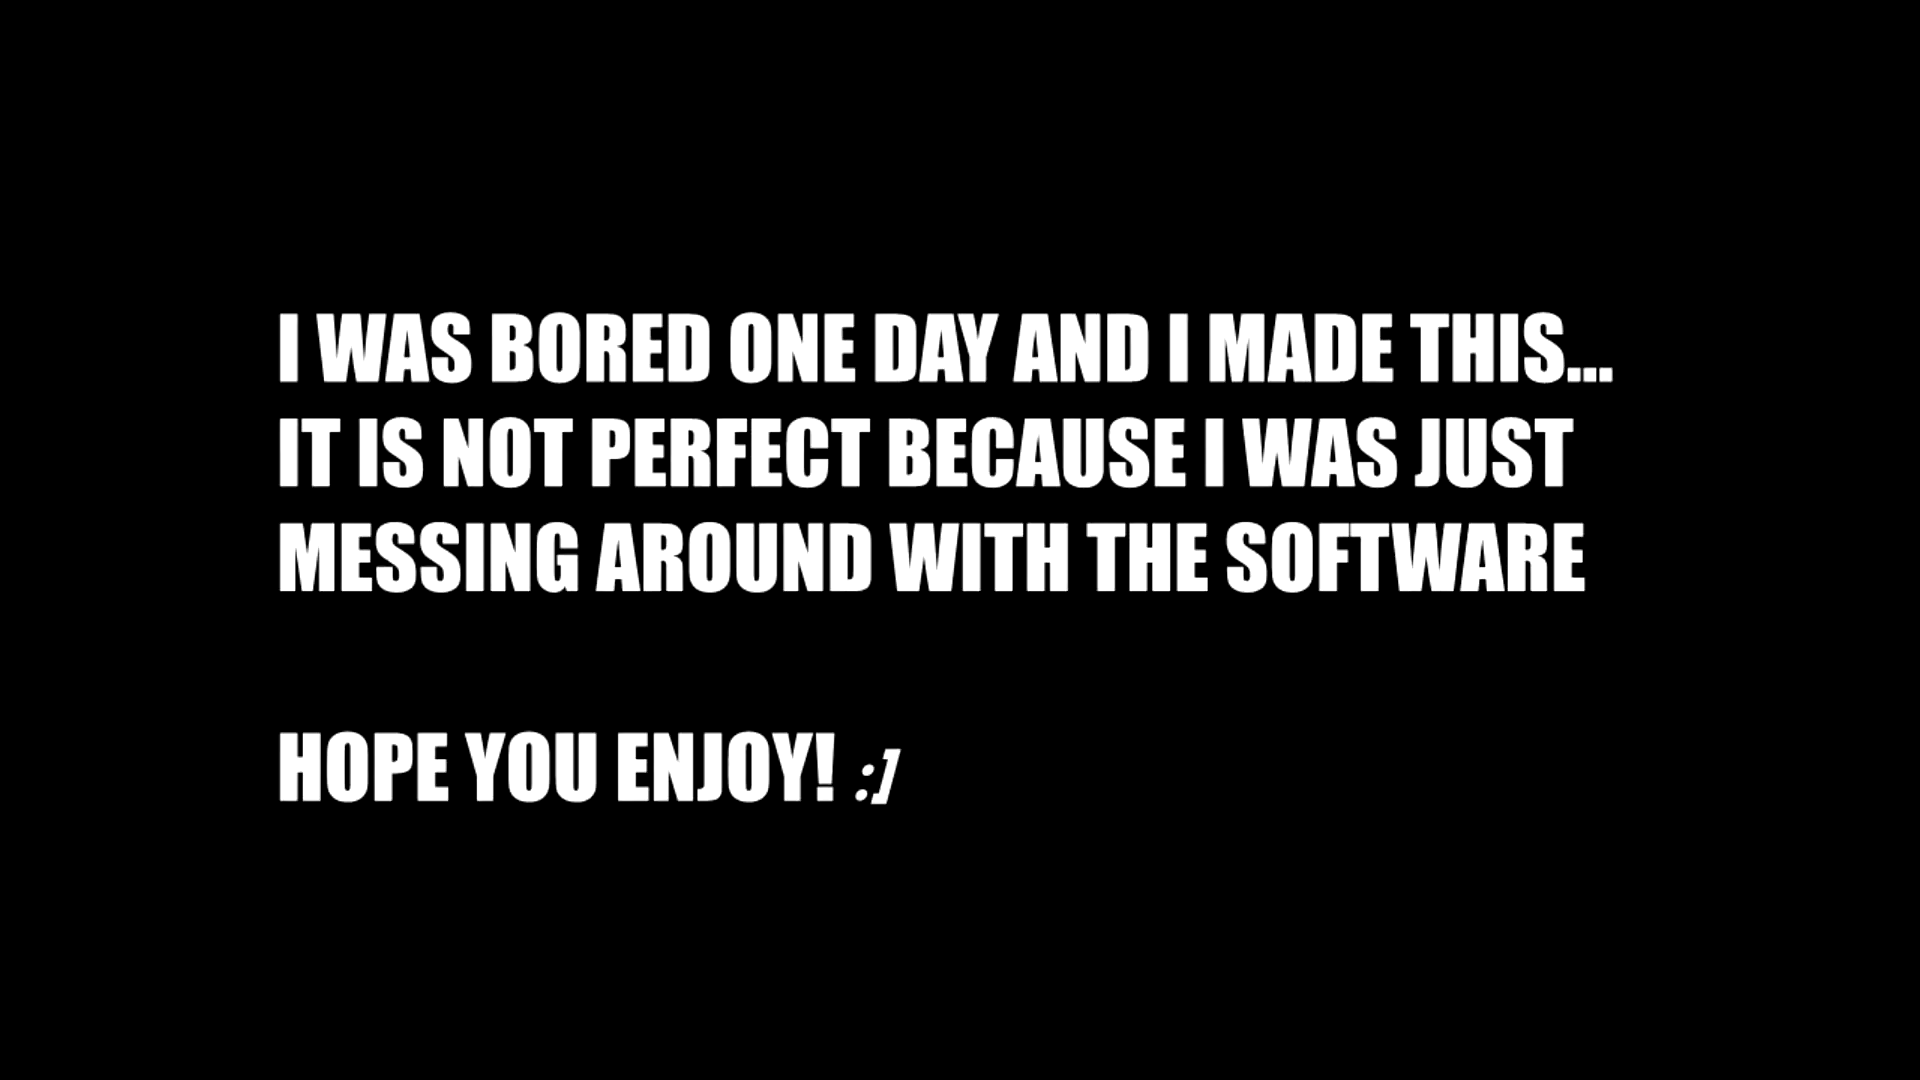 I WAS BORED ONE DAY AND I MADE THIS...
IT IS NOT PERFECT BECAUSE I WAS JUST
MESSING AROUND WITH THE SOFTWARE
HOPE YOU ENJOY! :]